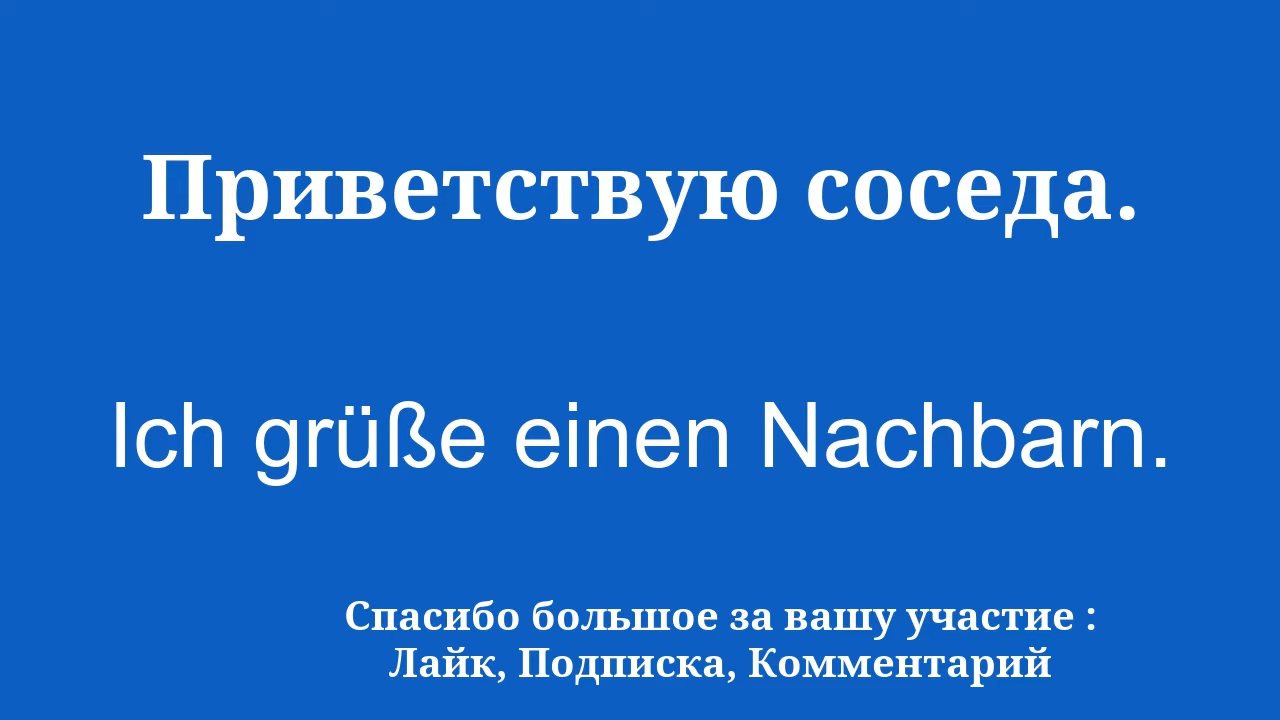 Приветствую соседа.
Ich grüße einen Nachbarn.
Спасибо большое за вашу участие :
Лайк, Подписка, Комментарий